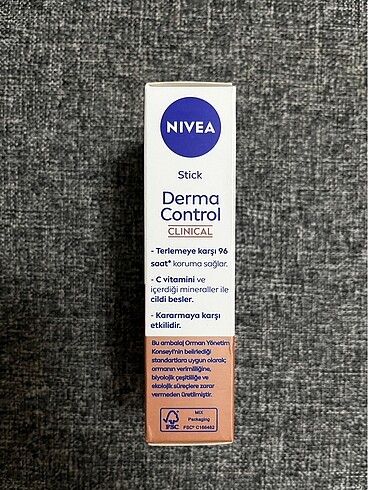 NIVEA
Stick
Derma
Control
CLINICAL
- Terlemeye karşı 96
saat* koruma sağlar.
- C vitamini ve
içerdiği mineraller ile
cildi besler.
- Kararmaya karşı
etkilidir.
Bu ambalaj Orman Yönetim
Konseyi'nin belirlediği
standartlara uygun olarak;
ormanın verimliliğine,
biyolojik çeşitliliğe ve
ekolojik süreçlere zarar
vermeden üretilmiştir.
FSC
MIX
Packaging
FSC® C166462